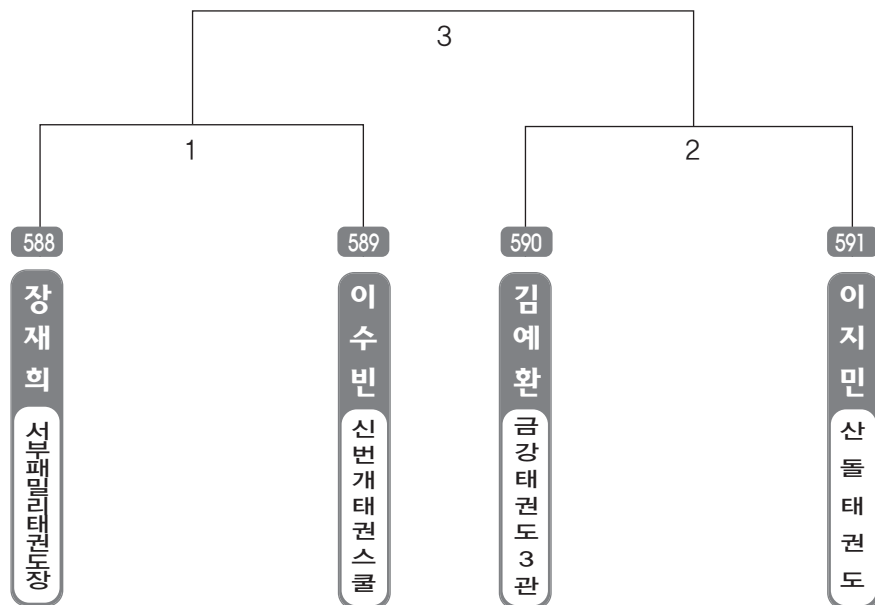 3
1
2
588
589
590
591
장재희
이수빈
김예환
이지민
서부패밀리태권도장
신번개태권스쿨
금강태권도3관
산돌태권도